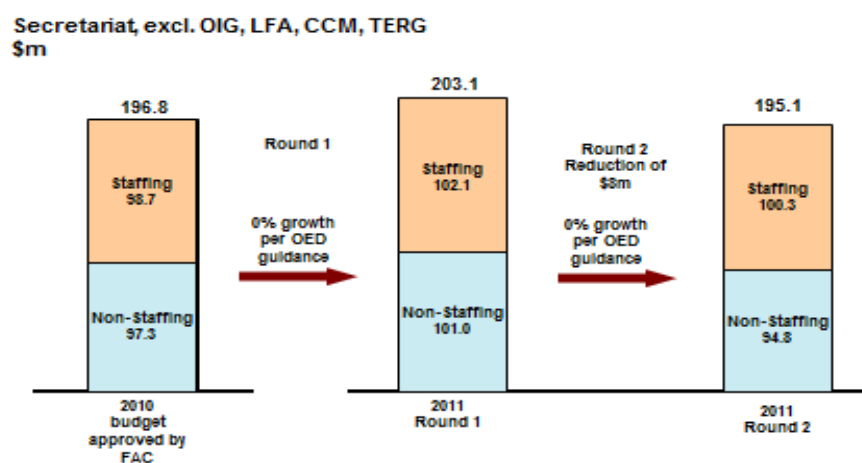 Secretariat, excl. OIG, LFA, CCM, TERG
$m
196.8
Staffing
98.7
Non-Staffing
97.3
2010
budget
approved by
FAC
Round 1
0% growth
per OED
guidance
203.1
Staffing
102.1
Non-Staffing
101.0
2011
Round 1
Round 2
Reduction of
$8m
0% growth
per OED
guidance
195.1
Staffing
100.3
Non-Staffing
94.8
2011
Round 2